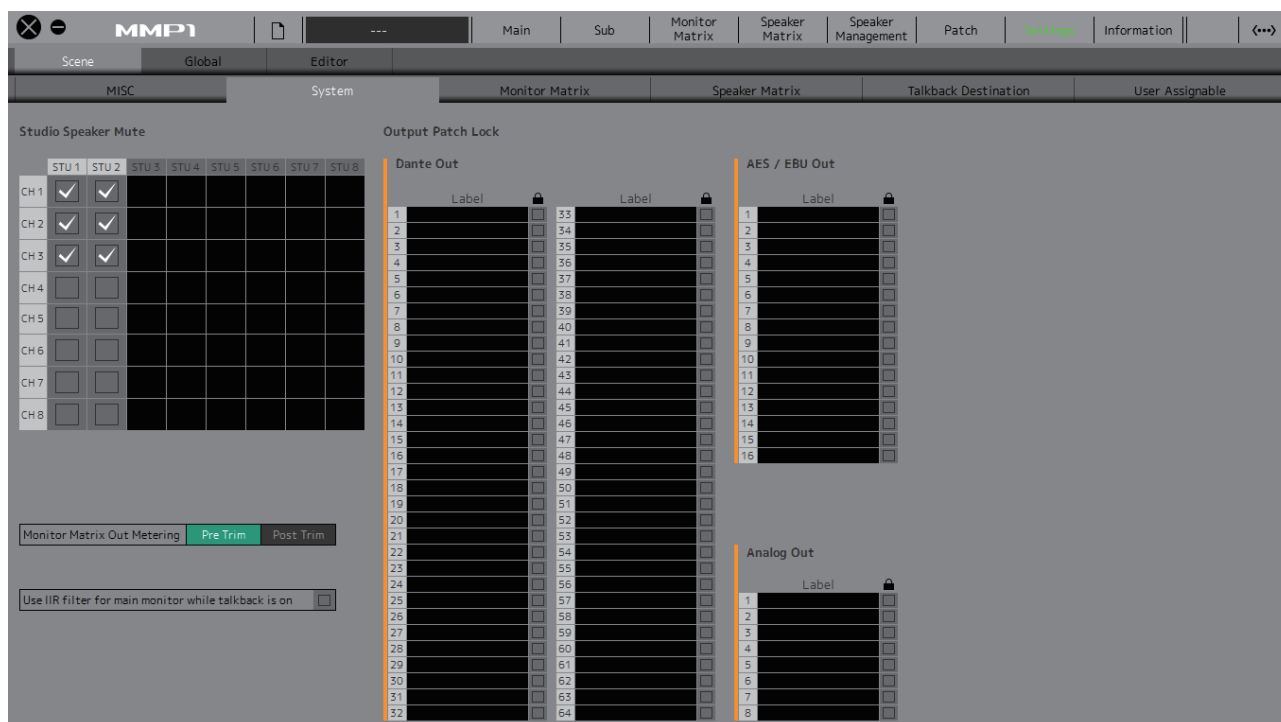 MMP1
---
Main
Sub
Monitor
Matrix
Speaker
Matrix
Speaker
Management
Patch
Settings
Information
Scene
Global
Editor
MISC
System
Monitor Matrix
Speaker Matrix
Talkback Destination
User Assignable
Studio Speaker Mute
STU 1 STU 2 STU 3 STU 4 STU 5 STU 6 STU 7 STU 8
CH 1
CH 2
CH 3
CH 4
CH 5
CH 6
CH 7
CH 8
Monitor Matrix Out Metering Pre Trim Post Trim
Use IIR filter for main monitor while talkback is on
Output Patch Lock
Dante Out
Label Label
1 33
2 34
3 35
4 36
5 37
6 38
7 39
8 40
9 41
10 42
11 43
12 44
13 45
14 46
15 47
16 48
17 49
18 50
19 51
20 52
21 53
22 54
23 55
24 56
25 57
26 58
27 59
28 60
29 61
30 62
31 63
32 64
AES / EBU Out
Label
1
2
3
4
5
6
7
8
9
10
11
12
13
14
15
16
Analog Out
Label
1
2
3
4
5
6
7
8